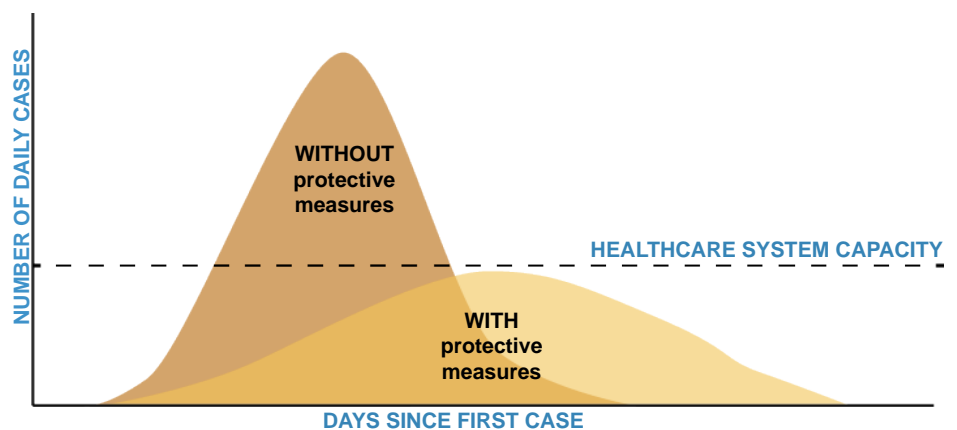 NUMBER OF DAILY CASES
WITHOUT
protective
measures
HEALTHCARE SYSTEM CAPACITY
WITH
protective
measures
DAYS SINCE FIRST CASE